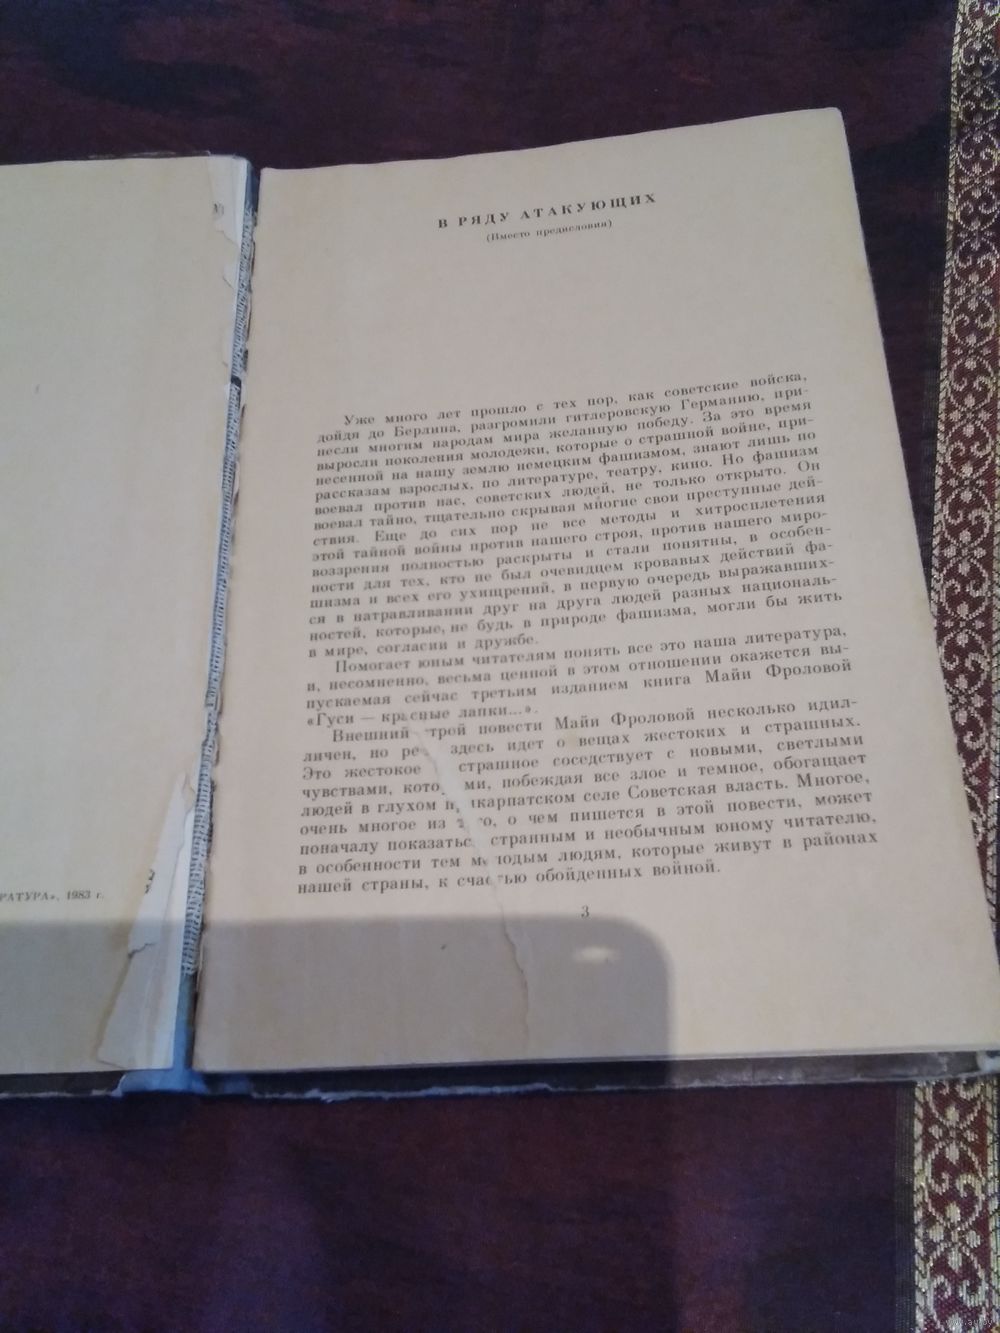 РАТУРА», 1983 г.
В РЯДУ АТАКУЮЩИХ
(Вместо предисловия)
Уже много лет прошло с тех пор, как советские войска,
дойдя до Берлина, разгромили гитлеровскую Германию, при-
несли многим народам мира желанную победу. За это время
выросли поколения молодежи, которые о страшной войне, при-
несенной на нашу землю немецким фашизмом, знают лишь по
рассказам взрослых, по литературе, театру, кино. Но фашизм
воевал против нас, советских людей, не только открыто. Он
воевал тайно, тщательно скрывая многие свои преступные дей-
ствия. Еще до сих пор не все методы и хитросплетения
этой тайной войны против нашего строя, против нашего миро-
воззрения полностью раскрыты и стали понятны, в особен-
ности для тех, кто не был очевидцем кровавых действий фа-
шизма и всех его ухищрений, в первую очередь выражавших-
ся в натравливании друг на друга людей разных националь-
ностей, которые, не будь в природе фашизма, могли бы жить
в мире, согласии и дружбе.
Помогает юным читателям понять все это наша литература,
и, несомненно, весьма ценной в этом отношении окажется вы-
пускаемая сейчас третьим изданием книга Майи Фроловой
«Гуси — красные лапки...».
Внешний строй повести Майи Фроловой несколько идил-
личен, но ре здесь идет о вещах жестоких и страшных.
Это жестокое страшное соседствует с новыми, светлыми
чувствами, кото ми, побеждая все злое и темное, обогащает
людей в глухом карпатском селе Советская власть. Многое,
очень многое из того, о чем пишется в этой повести, может
поначалу показаться странным и необычным юному читателю,
в особенности тем молодым людям, которые живут в районах
нашей страны, к счастью обойденных войной.
3